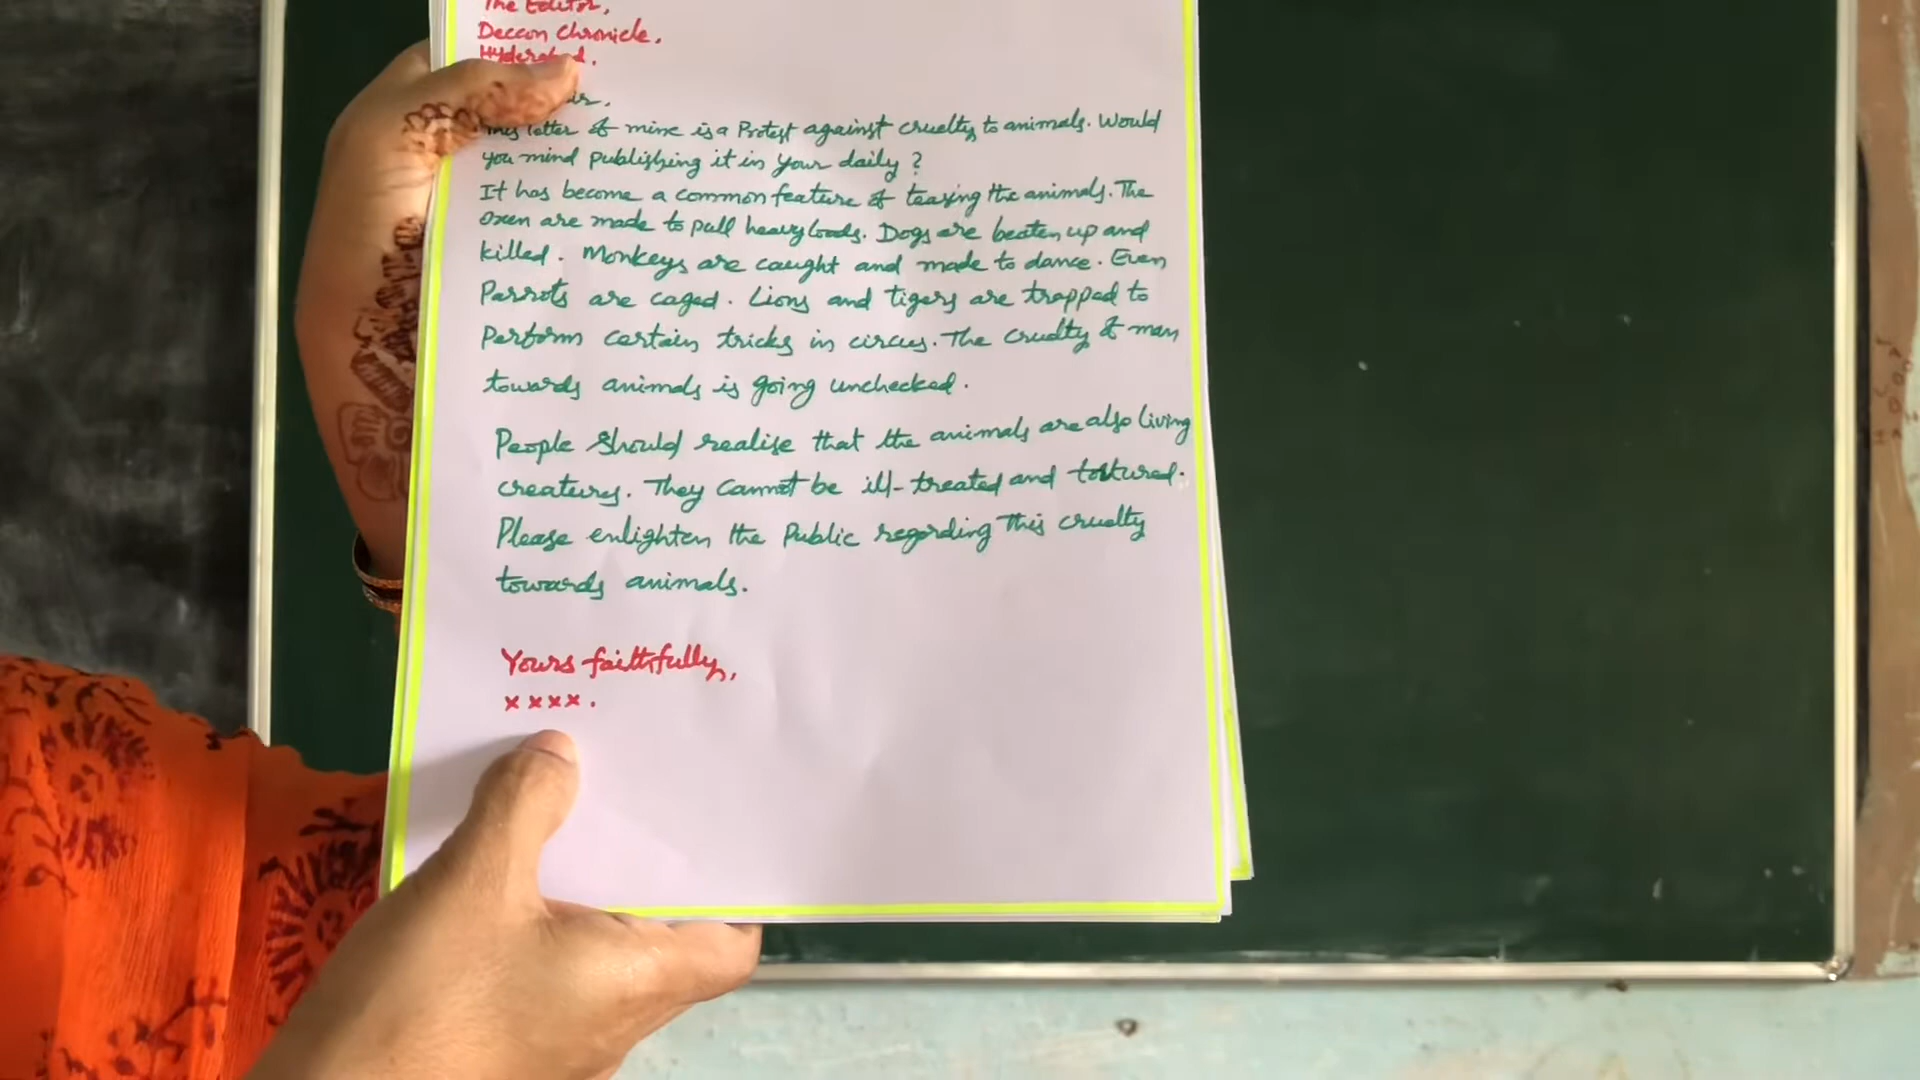 The Editor,
Deccan Chronicle,
Hyderabad.
This letter of mine is a Protest against cruelty to animals. Would
you mind publishing it in your daily ?
It has become a common feature of teasing the animals. The
oxen are made to pull heavy loads. Dogs are beaten up and
killed. Monkeys are caught and made to dance. Even
Parrots are caged. Lions and tigers are trapped to
Perform certain tricks in circus. The cruelty of man
towards animals is going unchecked.
People should realise that the animals are also living
creatures. They cannot be ill-treated and tortured.
Please enlighten the Public regarding this cruelty
towards animals.
Yours faithfully,
xxxx.